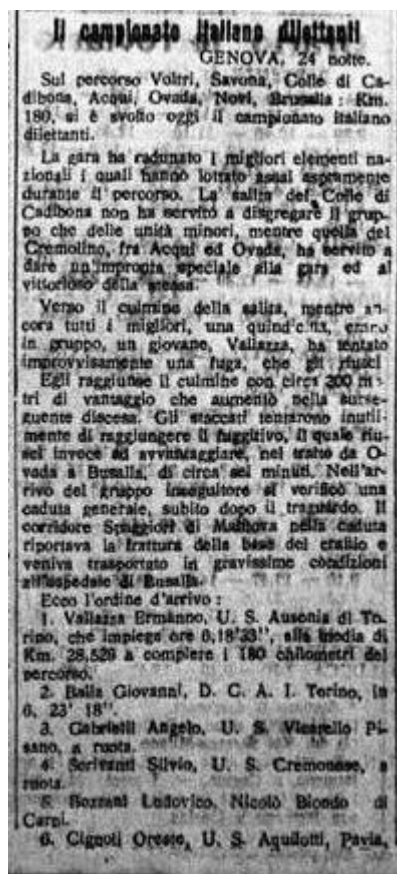 Il campionato italiano dilettanti
GENOVA, 24 notte.
Sul percorso Voltri, Savona, Colle di Ca-
dibona, Acqui, Ovada, Novi, Brusalla: Km.
180, si è svolto oggi il campionato italiano
dilettanti.
La gara ha radunato i migliori elementi na-
zionali i quali hanno lottato assai aspramente
durante il percorso. La salita del Colle di
Cadibona non ha servito a disgregare il grup-
po che delle unità minori, mentre quella del
Cremolino, fra Acqui ed Ovada, ha servito a
dare un'impronta speciale alla gara ed al
vittorioso della stessa.
Verso il culmine della salita, mentre an-
cora tutti i migliori, una quindicina, erano
in gruppo, un giovane, Vallazza, ha tentato
improvvisamente una fuga, che gli riuscì
Egli raggiunse il culmine con circa 200 me-
tri di vantaggio che aumentò nella susse-
guente discesa. Gli staccati tentarono inutil-
mente di raggiungere il fuggitivo, il quale riu-
scì invece ad avvantaggiare, nel tratto da O-
vada a Busalla, di circa sei minuti. Nell'ar-
rivo del gruppo inseguitore si verificò una
caduta generale, subito dopo il traguardo. Il
corridore Spaggiori di Mantova nella caduta
riportava la frattura della base del cranio e
veniva trasportato in gravissime condizioni
all'ospedale di Busalla.
Ecco l'ordine d'arrivo:
1. Vallazza Ermanno, U. S. Ausonia di To-
rino, che impiega ore 6,18'33", alla media di
Km. 28,529 a compiere i 180 chilometri del
percorso.
2. Balla Giovanni, D. C. A. I. Torino, in
6, 23' 18".
3. Gabrielli Angelo, U. S. Vicarello Pi-
sano, a ruota.
4. Scrivanti Silvio, U. S. Cremonese, a
ruota.
5. Bozzani Ludovico, Nicolò Biondo di
Carpi.
6. Cignoli Oreste, U. S. Aquilotti, Pavia,